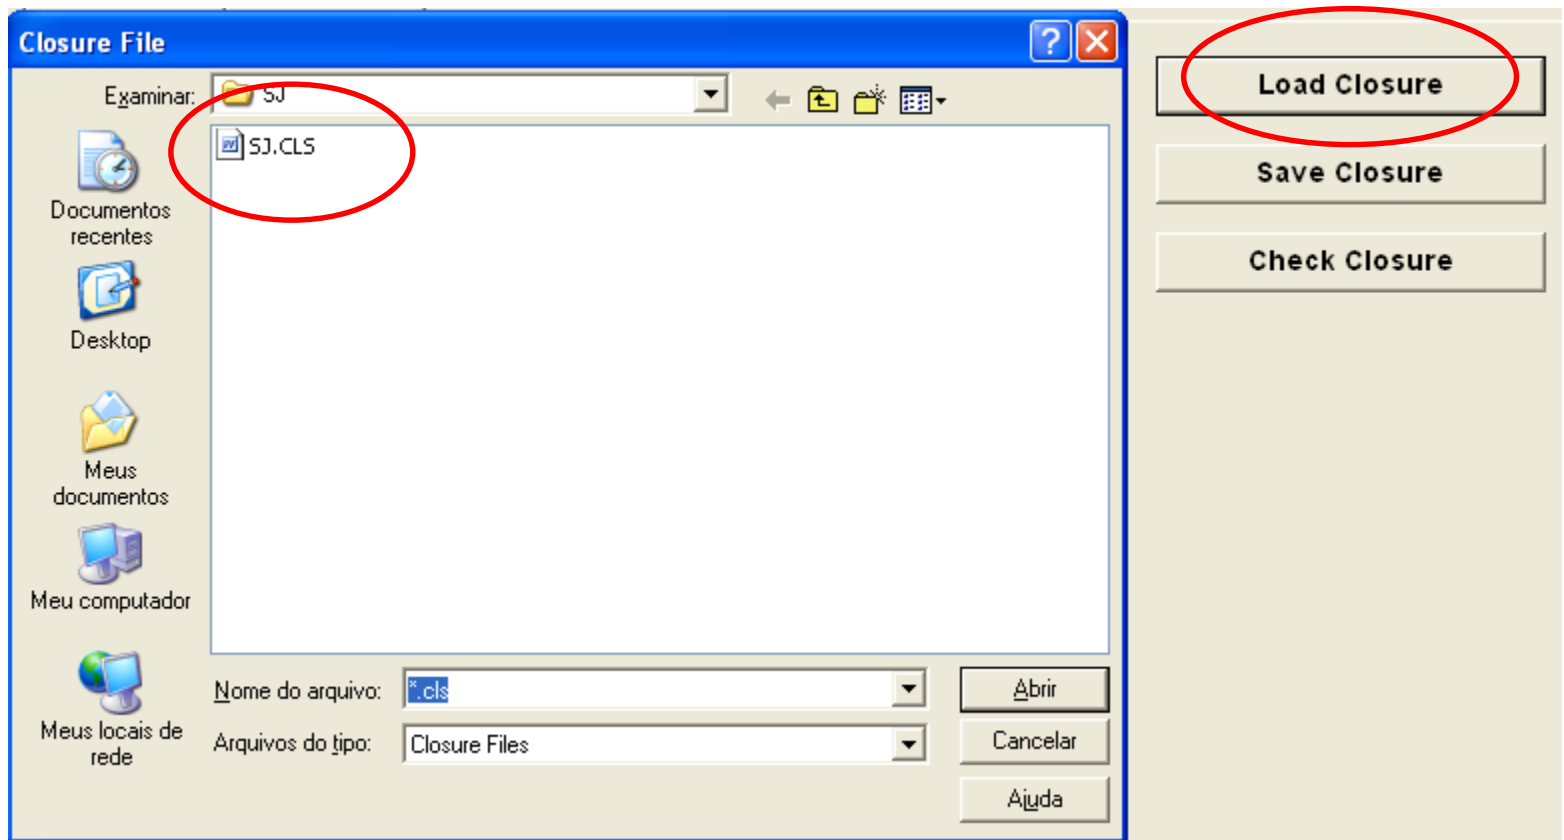 Closure File
Examinar:
SJ
SJ.CLS
Documentos
recentes
Desktop
Meus
documentos
Meu computador
Meus locais de
rede
Nome do arquivo:
*.cls
Abrir
Arquivos do tipo:
Closure Files
Cancelar
Ajuda
Load Closure
Save Closure
Check Closure